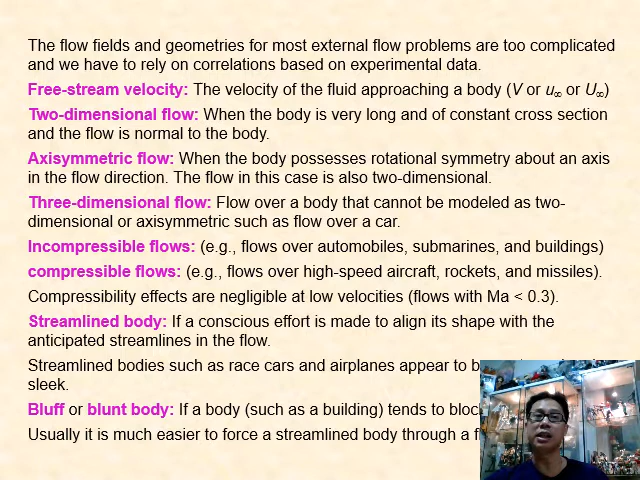 The flow fields and geometries for most external flow problems are too complicated
and we have to rely on correlations based on experimental data.
Free-stream velocity: The velocity of the fluid approaching a body (V or u∞ or U∞)
Two-dimensional flow: When the body is very long and of constant cross section
and the flow is normal to the body.
Axisymmetric flow: When the body possesses rotational symmetry about an axis
in the flow direction. The flow in this case is also two-dimensional.
Three-dimensional flow: Flow over a body that cannot be modeled as two-
dimensional or axisymmetric such as flow over a car.
Incompressible flows: (e.g., flows over automobiles, submarines, and buildings)
compressible flows: (e.g., flows over high-speed aircraft, rockets, and missiles).
Compressibility effects are negligible at low velocities (flows with Ma < 0.3).
Streamlined body: If a conscious effort is made to align its shape with the
anticipated streamlines in the flow.
Streamlined bodies such as race cars and airplanes appear to b
sleek.
Bluff or blunt body: If a body (such as a building) tends to bloc
Usually it is much easier to force a streamlined body through a f